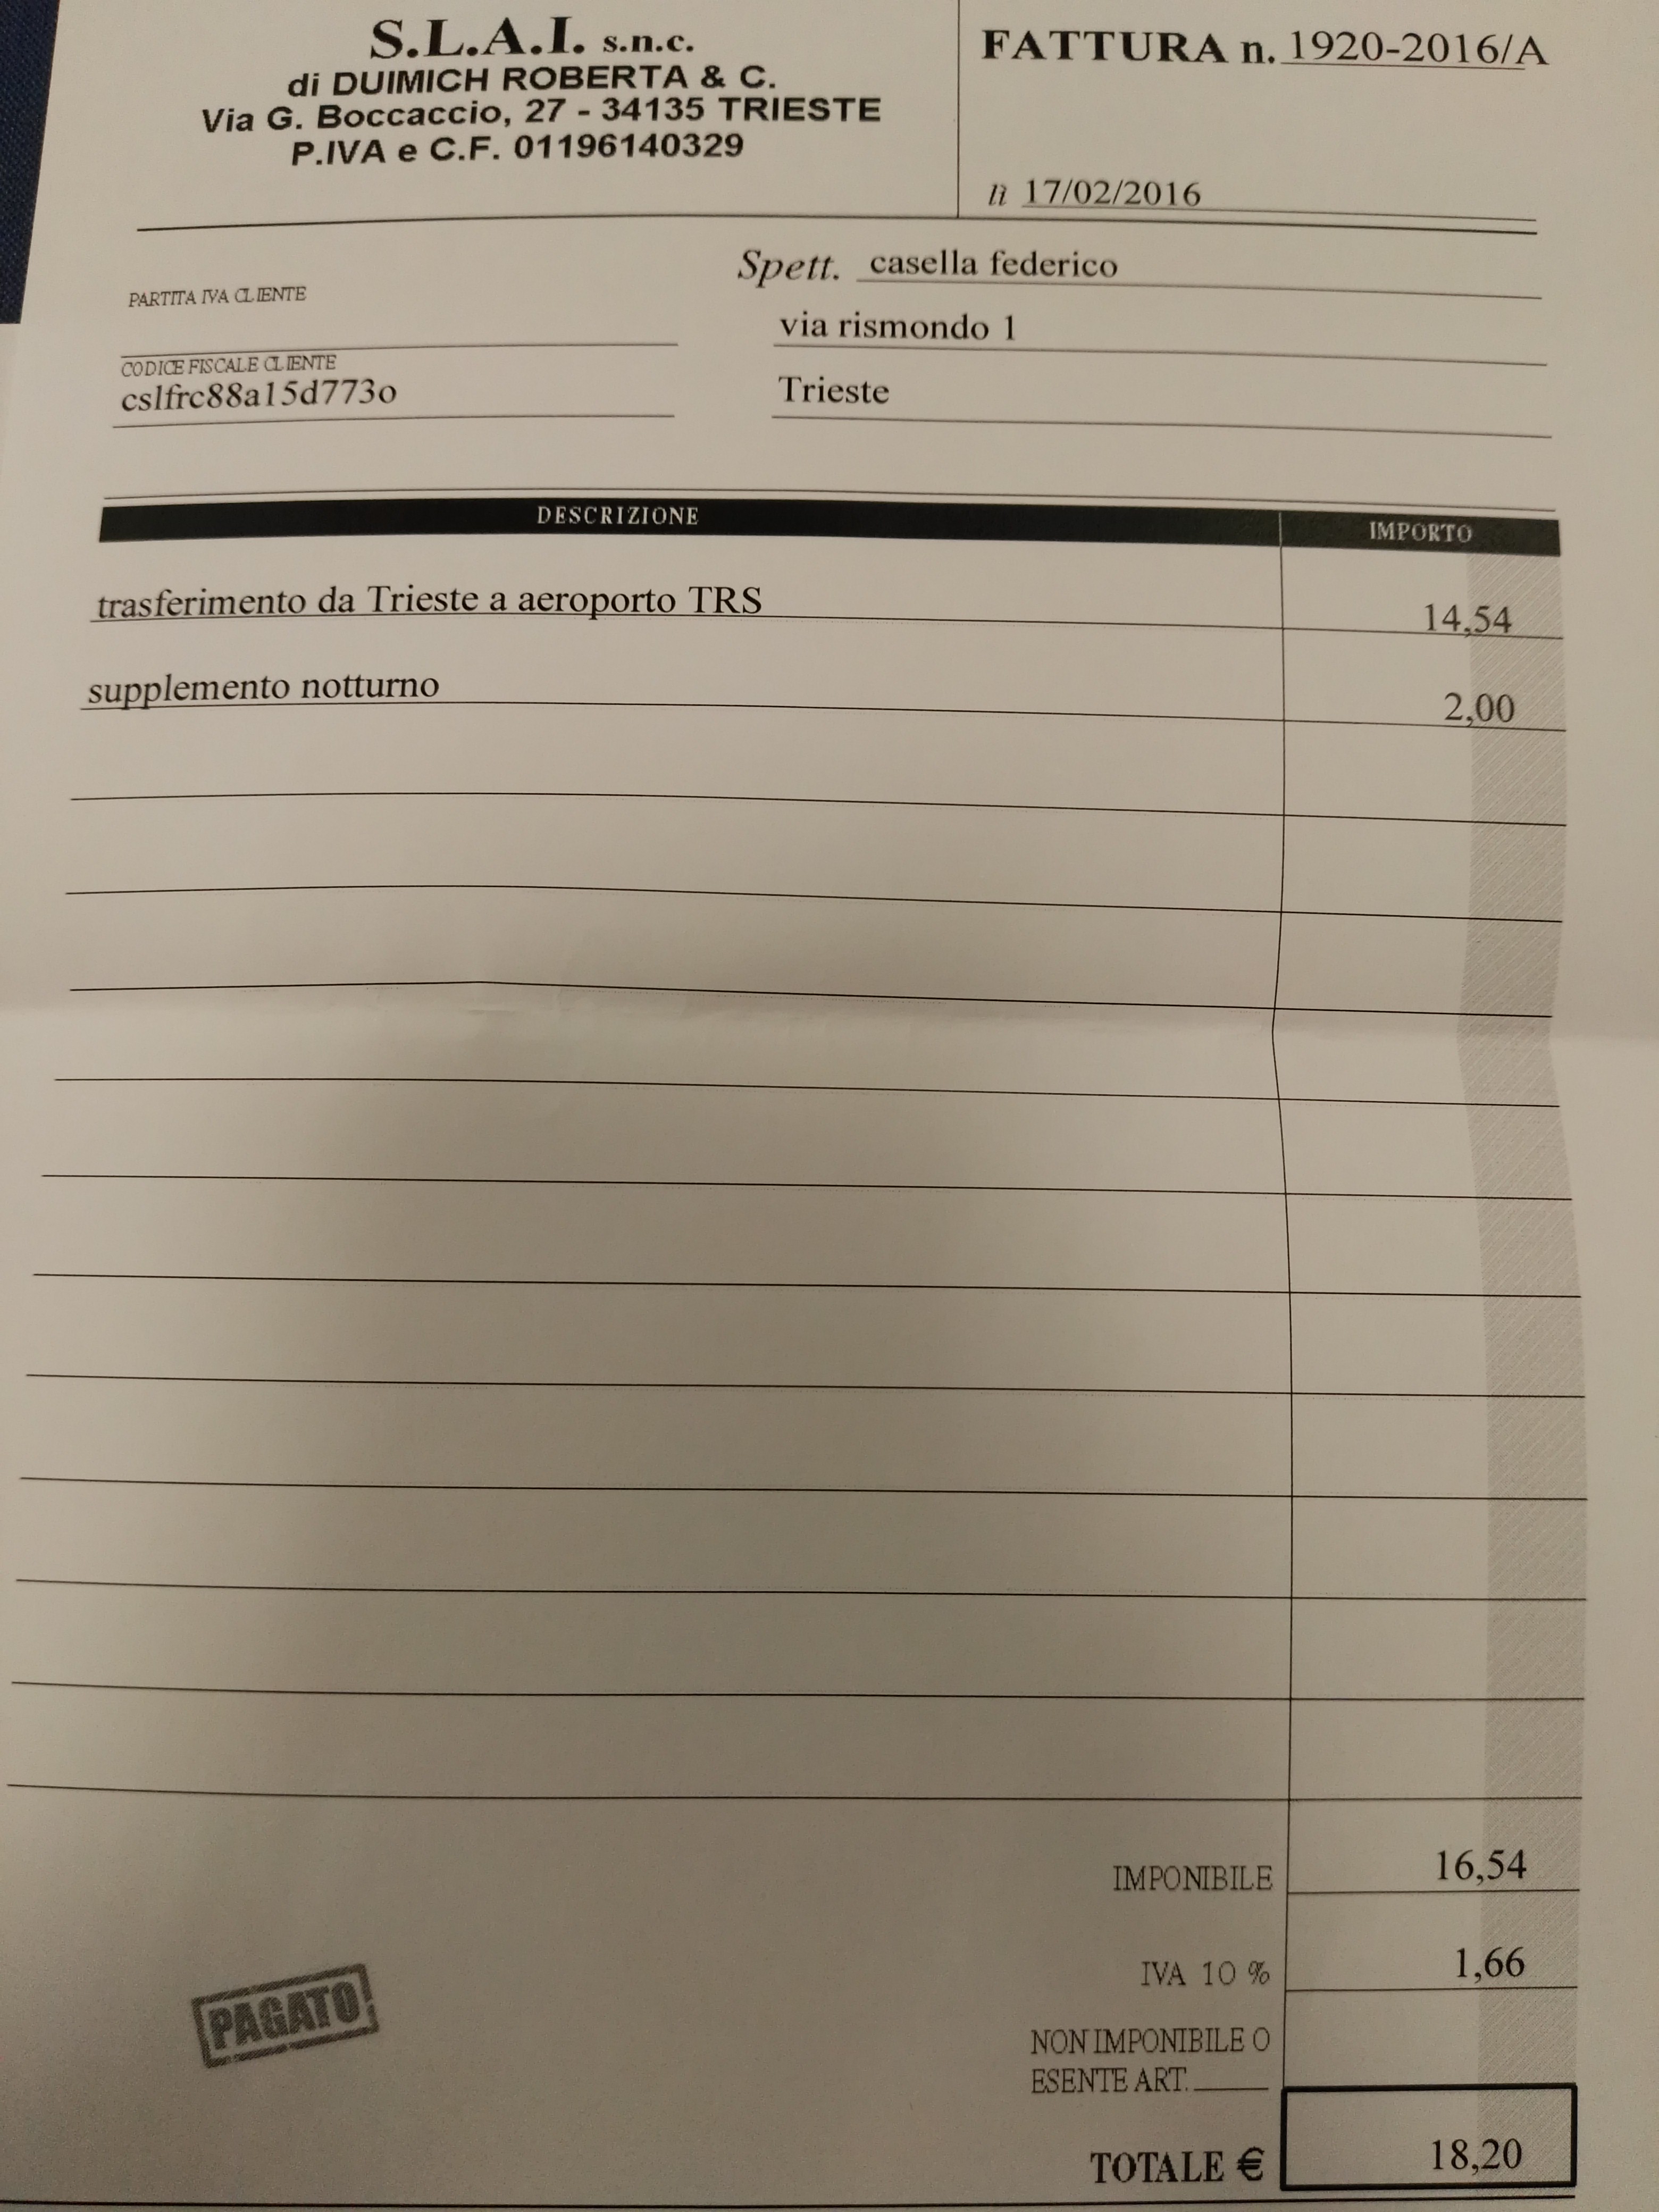 S.L.A.I. s.n.c.
di DUIMICH ROBERTA & C.
Via G. Boccaccio, 27 - 34135 TRIESTE
P.IVA e C.F. 01196140329
FATTURA n. 1920-2016/A
lì 17/02/2016
Spett. casella federico
via rismondo 1
Trieste
PARTITA IVA CLIENTE
CODICE FISCALE CLIENTE
cslfrc88a15d773o
DESCRIZIONE IMPORTO
trasferimento da Trieste a aeroporto TRS 14,54
supplemento notturno 2,00
IMPONIBILE 16,54
IVA 10 % 1,66
NON IMPONIBILE O
ESENTE ART.
TOTALE € 18,20
PAGATO